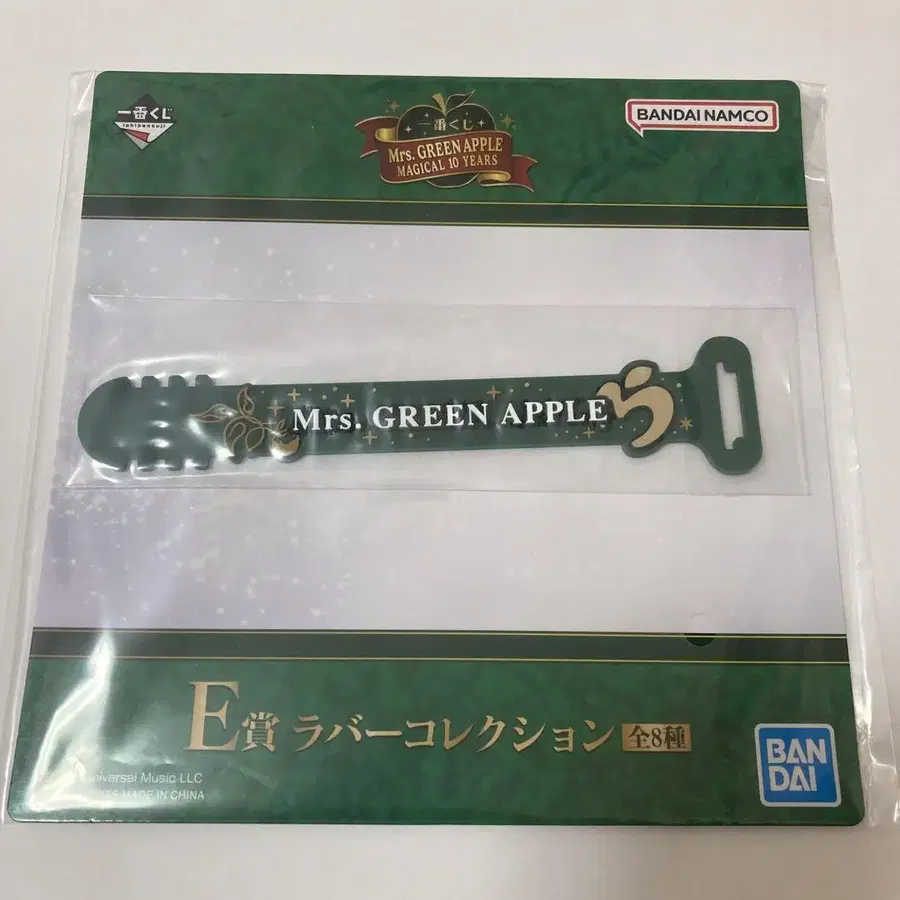 一番くじ
ichibankuji
一番くじ
Mrs. GREEN APPLE
MAGICAL 10 YEARS
BANDAI NAMCO
Mrs. GREEN APPLE
E賞 ラバーコレクション 全8種
Universal Music LLC
MADE IN CHINA
BAN
DAI